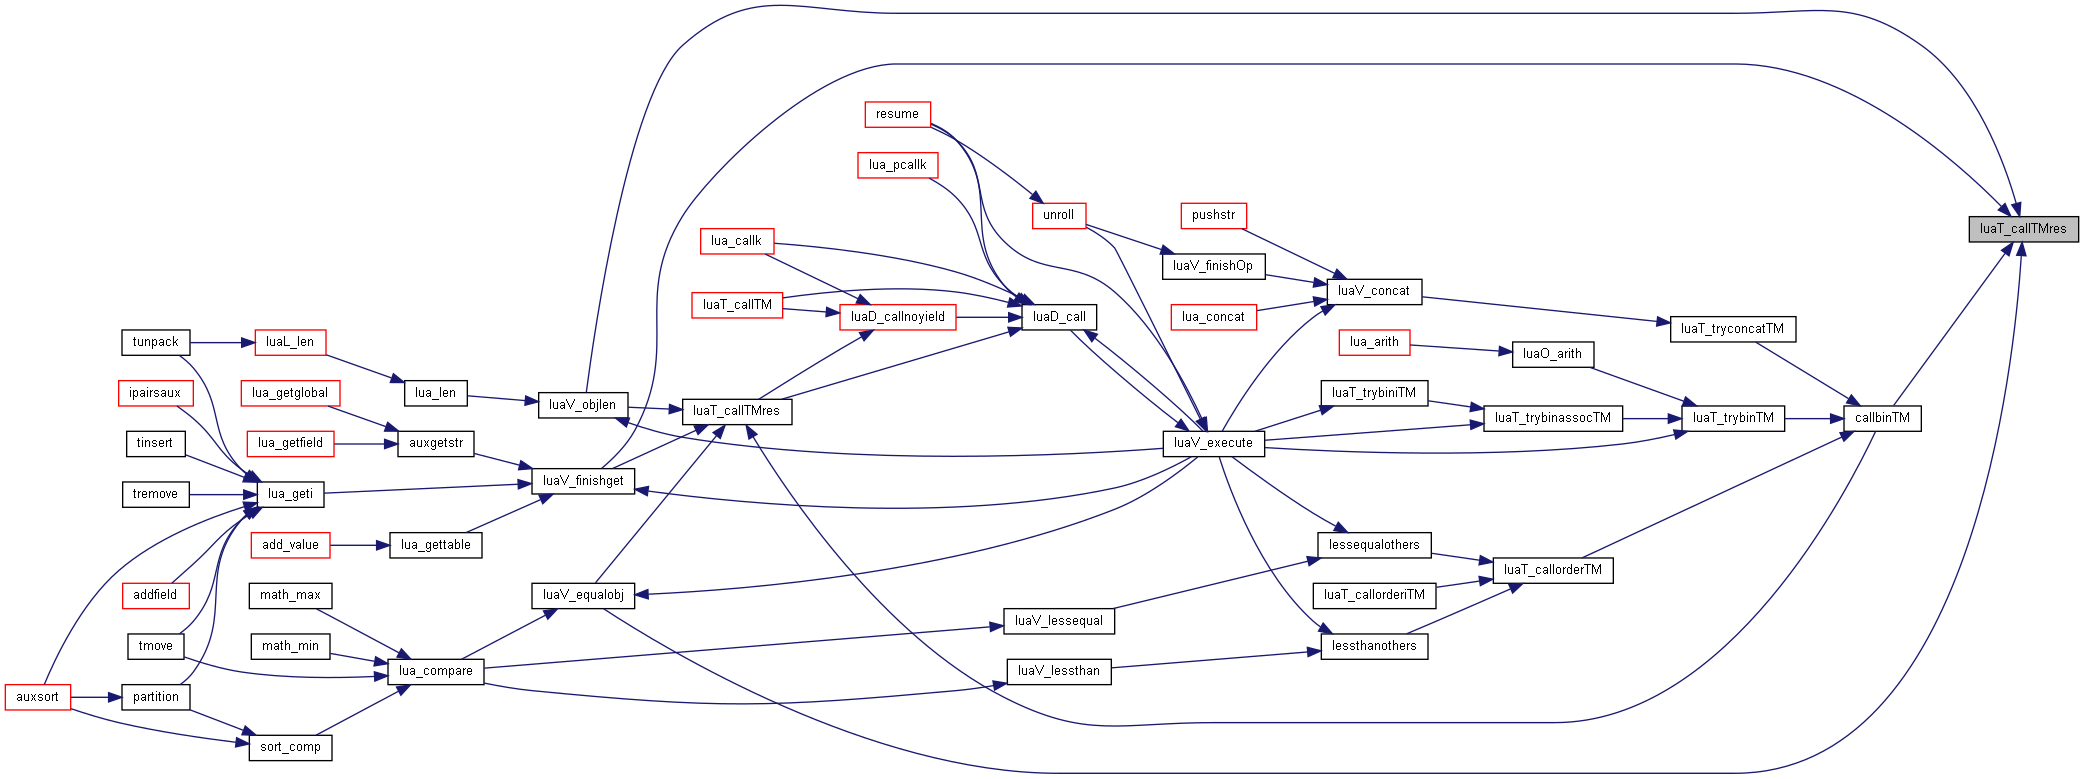 resume
lua_pcallk
unroll
pushstr
luaT_callTMres
lua_callk
luaV_finishOp
luaV_concat
luaT_callTM
luaD_callnoyield
luaD_call
lua_concat
luaT_tryconcatTM
tunpack
luaL_len
lua_arith
luaO_arith
ipairsaux
lua_getglobal
lua_len
luaV_objlen
luaT_callTMres
luaT_trybiniTM
luaT_trybinassocTM
luaT_trybinTM
callbinTM
tinsert
lua_getfield
auxgetstr
luaV_execute
tremove
lua_geti
luaV_finishget
add_value
lua_gettable
lessequalothers
luaT_callorderTM
addfield
math_max
luaV_equalobj
luaT_callorderiTM
luaV_lessequal
tmove
math_min
lessthanothers
lua_compare
luaV_lessthan
auxsort
partition
sort_comp